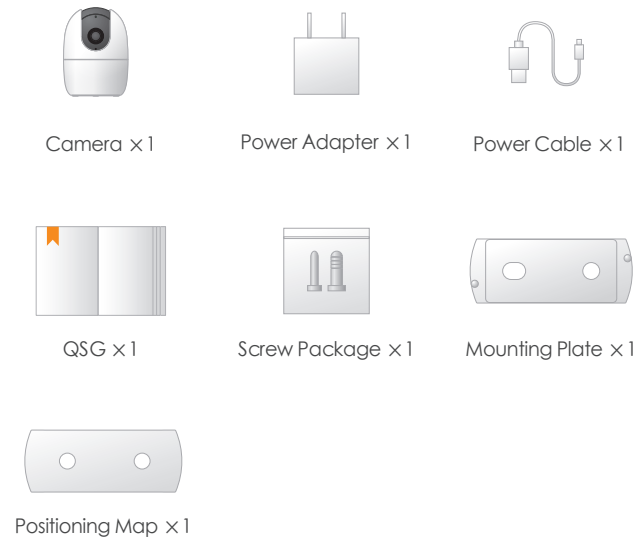 Camera ×1
Power Adapter ×1
Power Cable ×1
QSG ×1
Screw Package ×1
Mounting Plate ×1
Positioning Map ×1